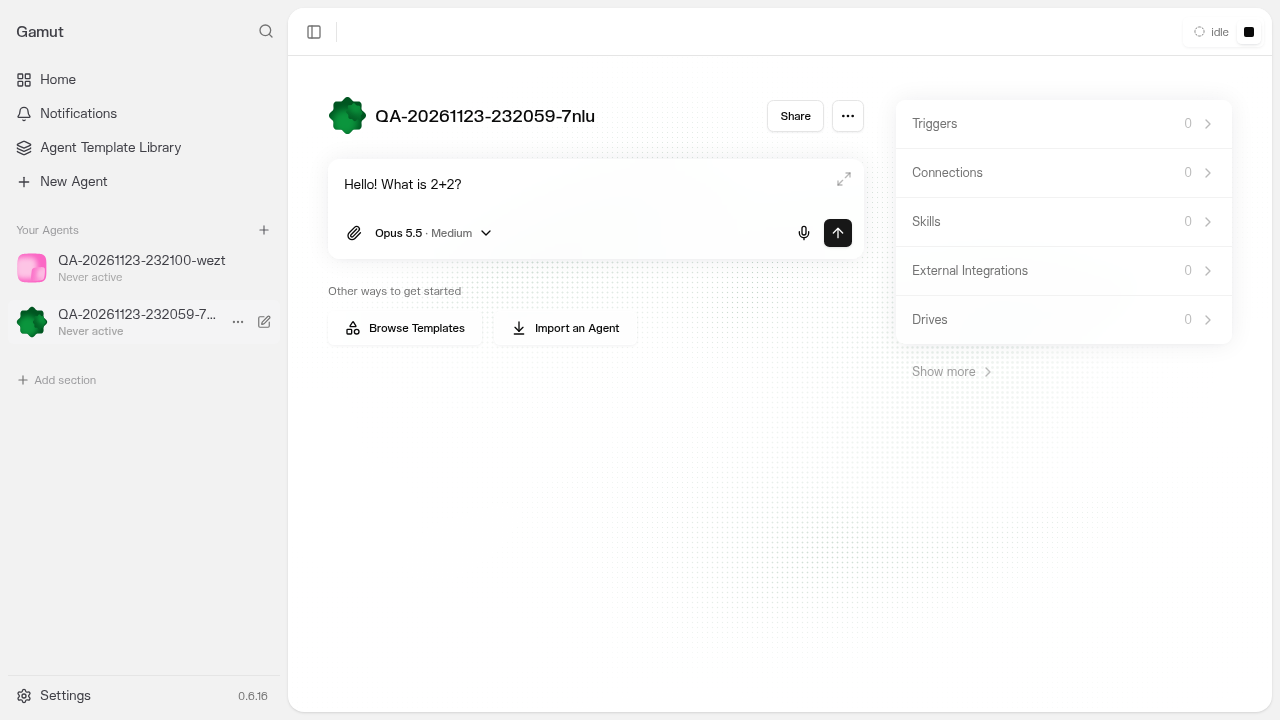 Gamut
Home
Notifications
Agent Template Library
New Agent
Your Agents
QA-20261123-232100-wezt
Never active
QA-20261123-232059-7...
Never active
Add section
Settings
0.6.16
idle
QA-20261123-232059-7nlu
Share
Hello! What is 2+2?
Opus 5.5 · Medium
Other ways to get started
Browse Templates
Import an Agent
Triggers 0
Connections 0
Skills 0
External Integrations 0
Drives 0
Show more